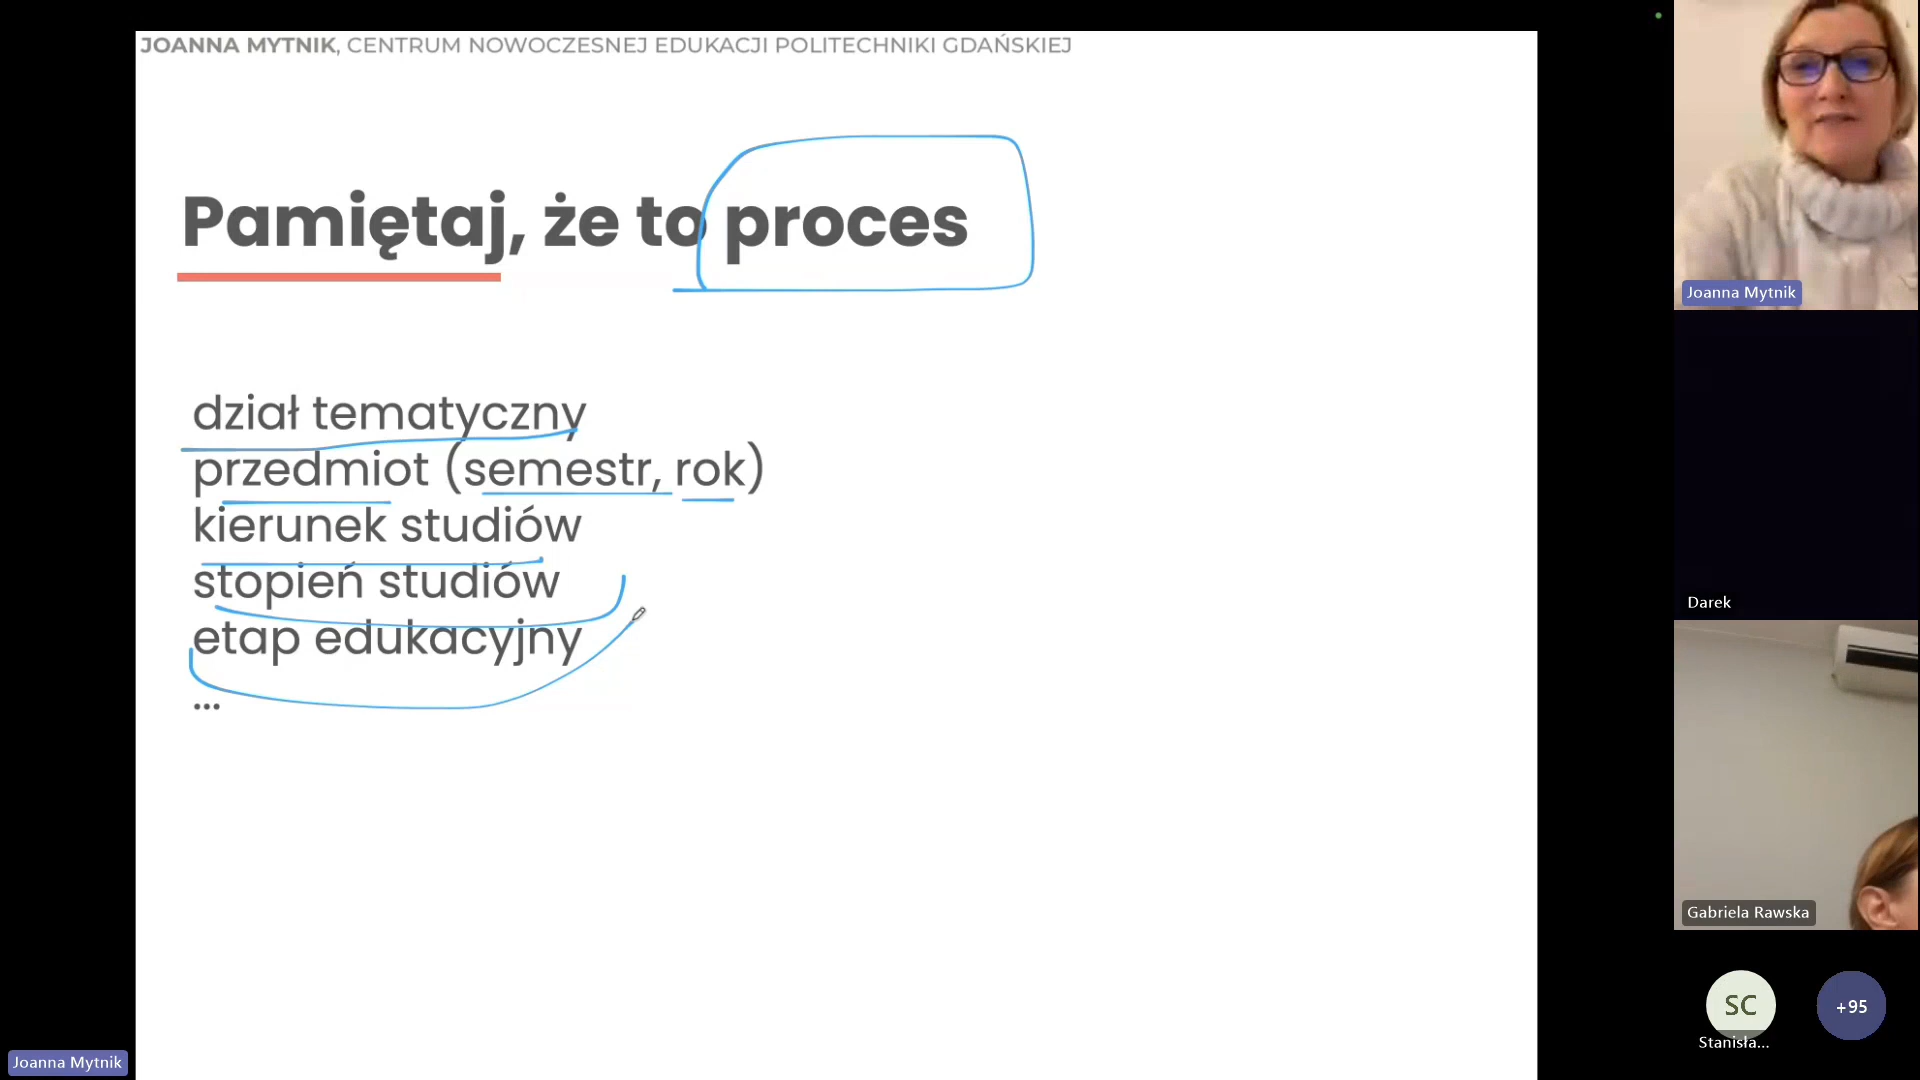 JOANNA MYTNIK, CENTRUM NOWOCZESNEJ EDUKACJI POLITECHNIKI GDAŃSKIEJ
Pamiętaj, że to proces
dział tematyczny
przedmiot (semestr, rok)
kierunek studiów
stopień studiów
etap edukacyjny
...
Joanna Mytnik
Darek
Gabriela Rawska
SC
+95
Stanisła...
Joanna Mytnik